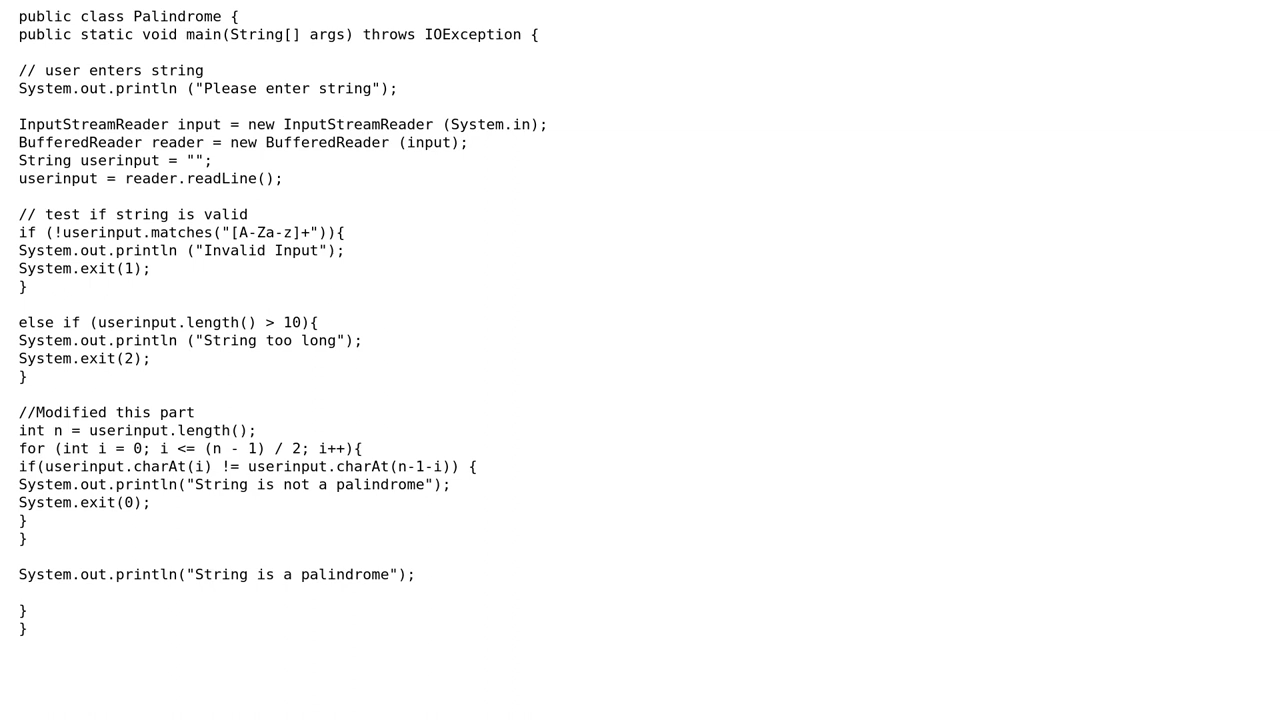 public class Palindrome {
public static void main(String[] args) throws IOException {
// user enters string
System.out.println ("Please enter string");
InputStreamReader input = new InputStreamReader (System.in);
BufferedReader reader = new BufferedReader (input);
String userinput = "";
userinput = reader.readLine();
// test if string is valid
if (!userinput.matches("[A-Za-z]+")){
System.out.println ("Invalid Input");
System.exit(1);
}
else if (userinput.length() > 10){
System.out.println ("String too long");
System.exit(2);
}
//Modified this part
int n = userinput.length();
for (int i = 0; i <= (n - 1) / 2; i++){
if(userinput.charAt(i) != userinput.charAt(n-1-i)) {
System.out.println("String is not a palindrome");
System.exit(0);
}
}
System.out.println("String is a palindrome");
}
}